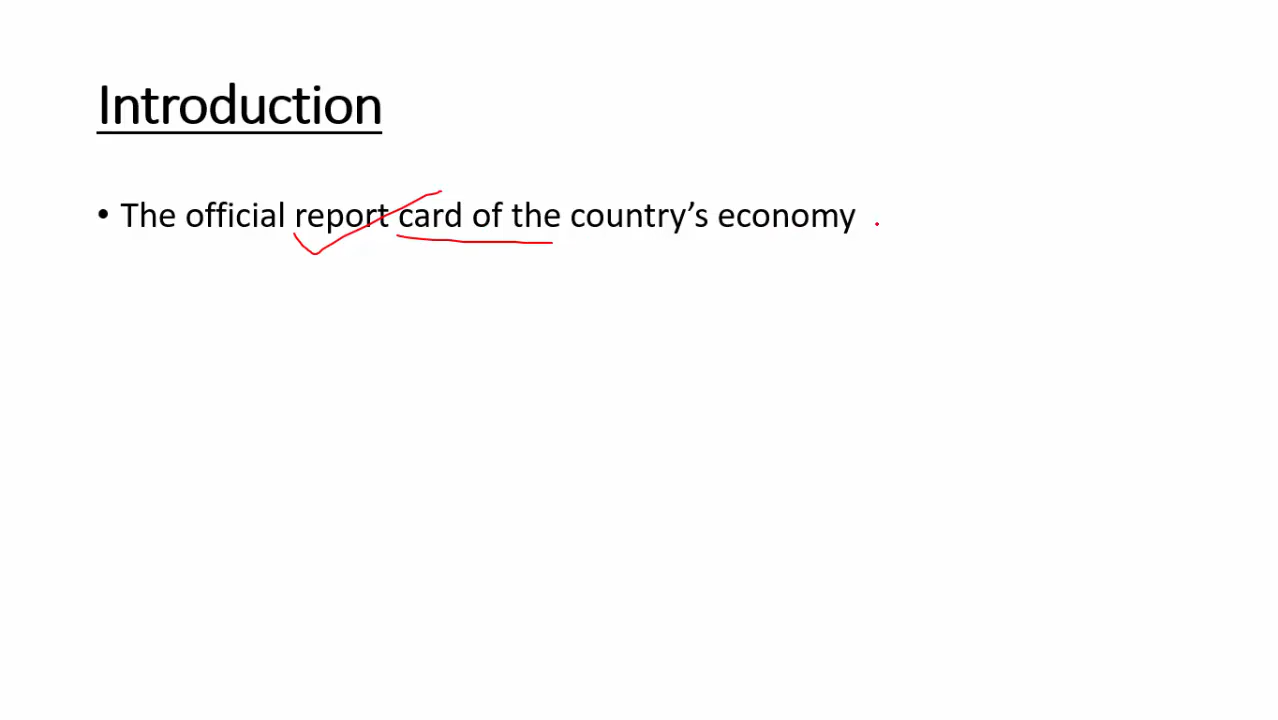 Introduction
• The official report card of the country’s economy